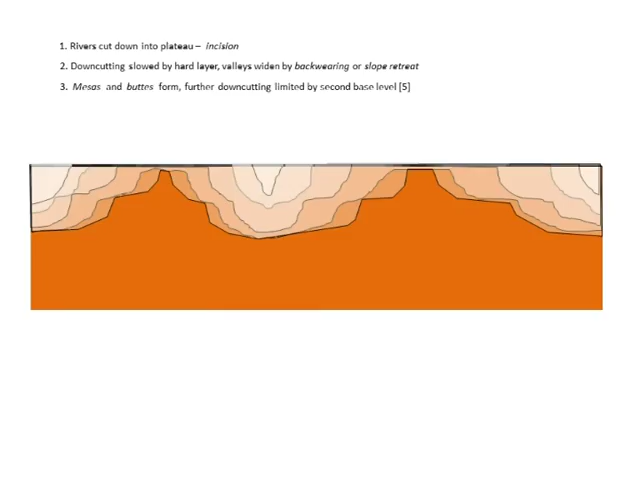 1. Rivers cut down into plateau – incision
2. Downcutting slowed by hard layer, valleys widen by backwearing or slope retreat
3. Mesas and buttes form, further downcutting limited by second base level [5]